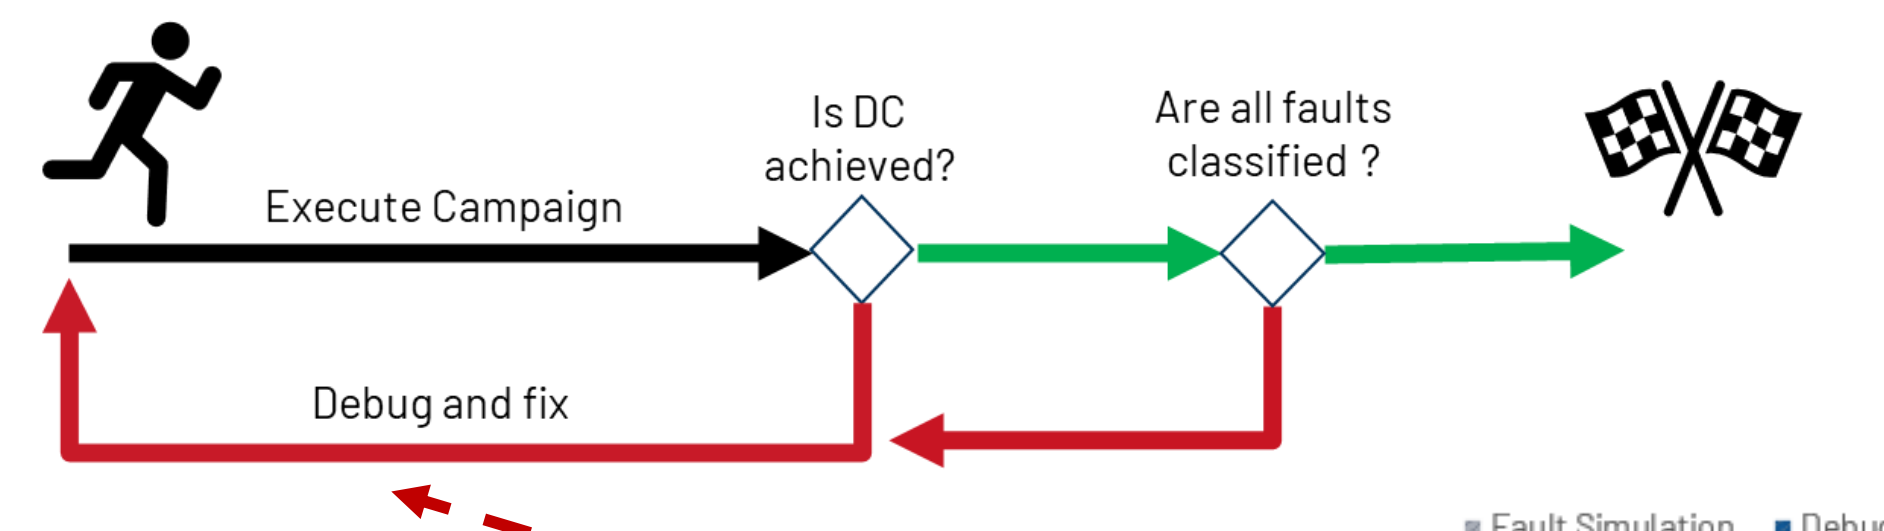 Is DC
achieved?
Are all faults
classified ?
Execute Campaign
Debug and fix
Fault Simulation